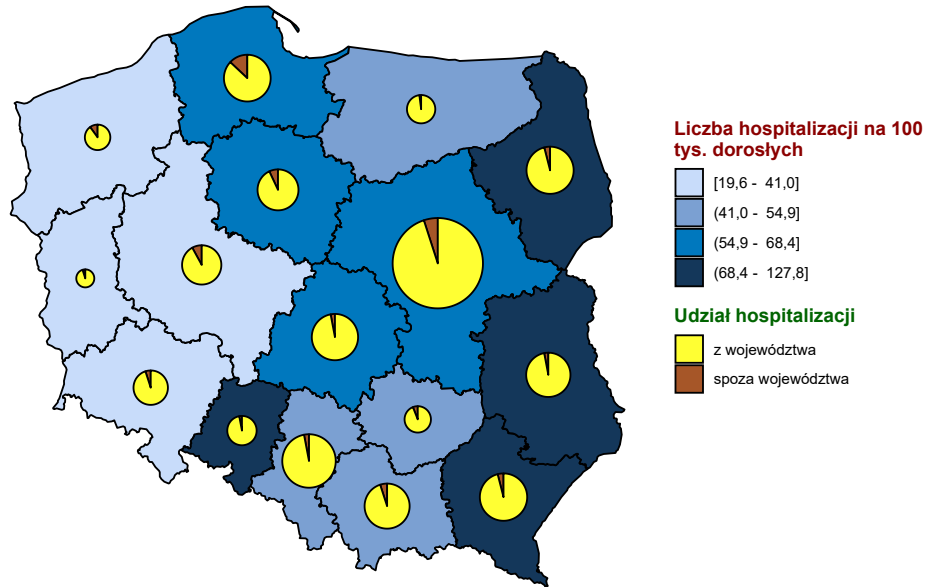 Liczba hospitalizacji na 100
tys. dorosłych
[19,6 - 41,0]
(41,0 - 54,9]
(54,9 - 68,4]
(68,4 - 127,8]
Udział hospitalizacji
z województwa
spoza województwa